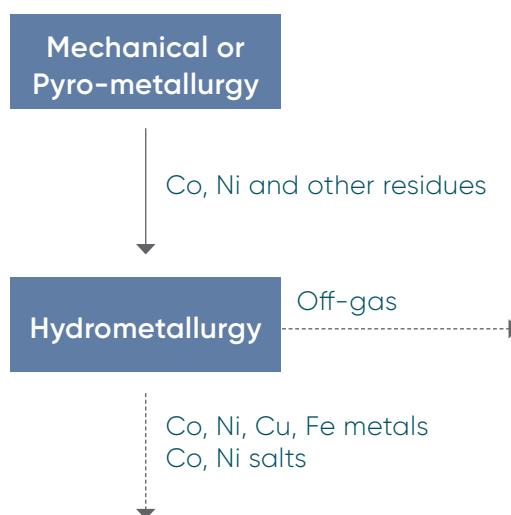 Mechanical or
Pyro-metallurgy
Co, Ni and other residues
Off-gas
Hydrometallurgy
Co, Ni, Cu, Fe metals
Co, Ni salts